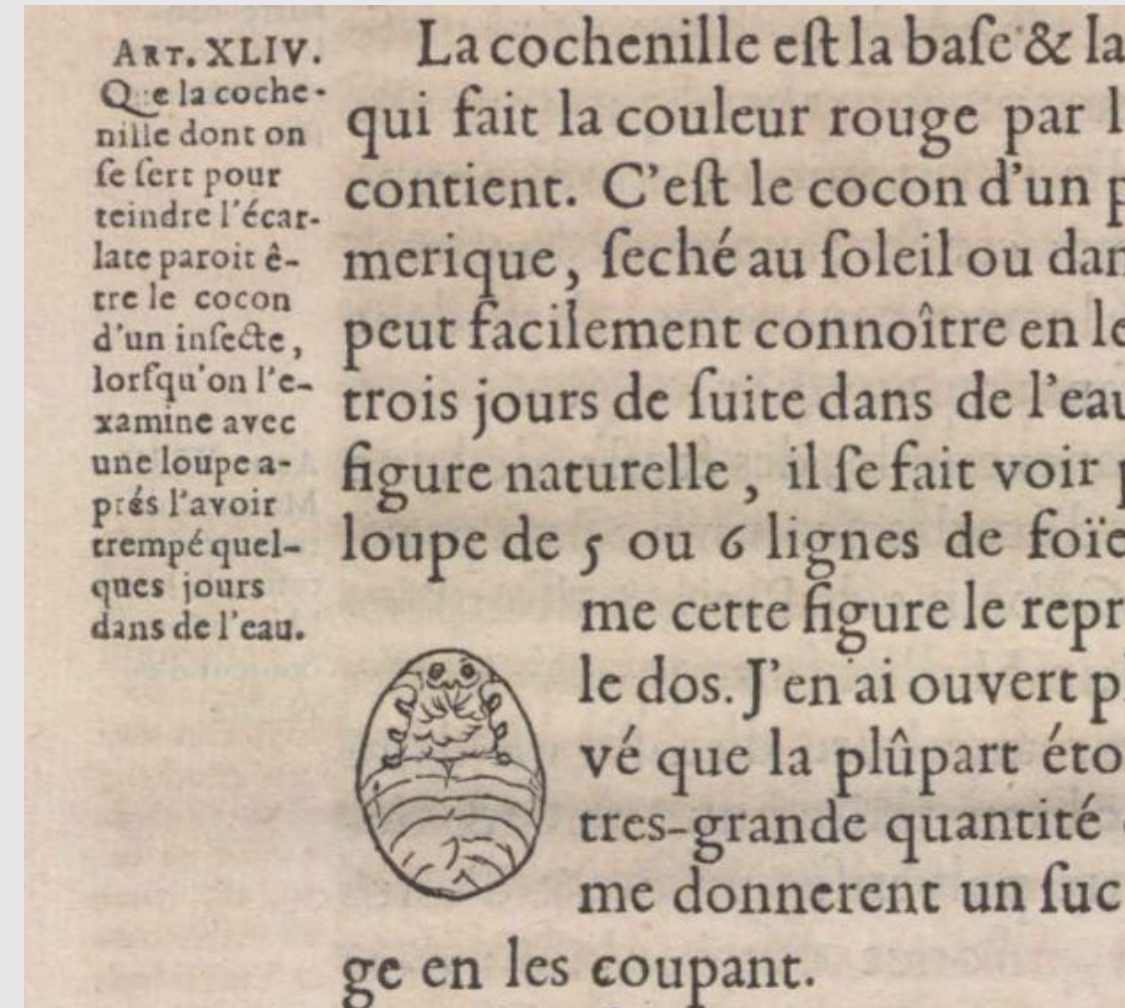 ART. XLIV.
Que la coche-
nille dont on
ſe ſert pour
teindre l'écar-
late paroit ê-
tre le cocon
d'un inſecte,
lorſqu'on l'e-
xamine avec
une loupe a-
prés l'avoir
trempé quel-
ques jours
dans de l'eau.
La cochenille eſt la baſe & la
qui fait la couleur rouge par l
contient. C'eſt le cocon d'un p
merique, ſeché au ſoleil ou dan
peut facilement connoître en le
trois jours de ſuite dans de l'eau
figure naturelle, il ſe fait voir p
loupe de 5 ou 6 lignes de foïe
me cette figure le repr
le dos. J'en ai ouvert pl
vé que la plûpart éto
tres-grande quantité
me donnerent un ſuc
ge en les coupant.